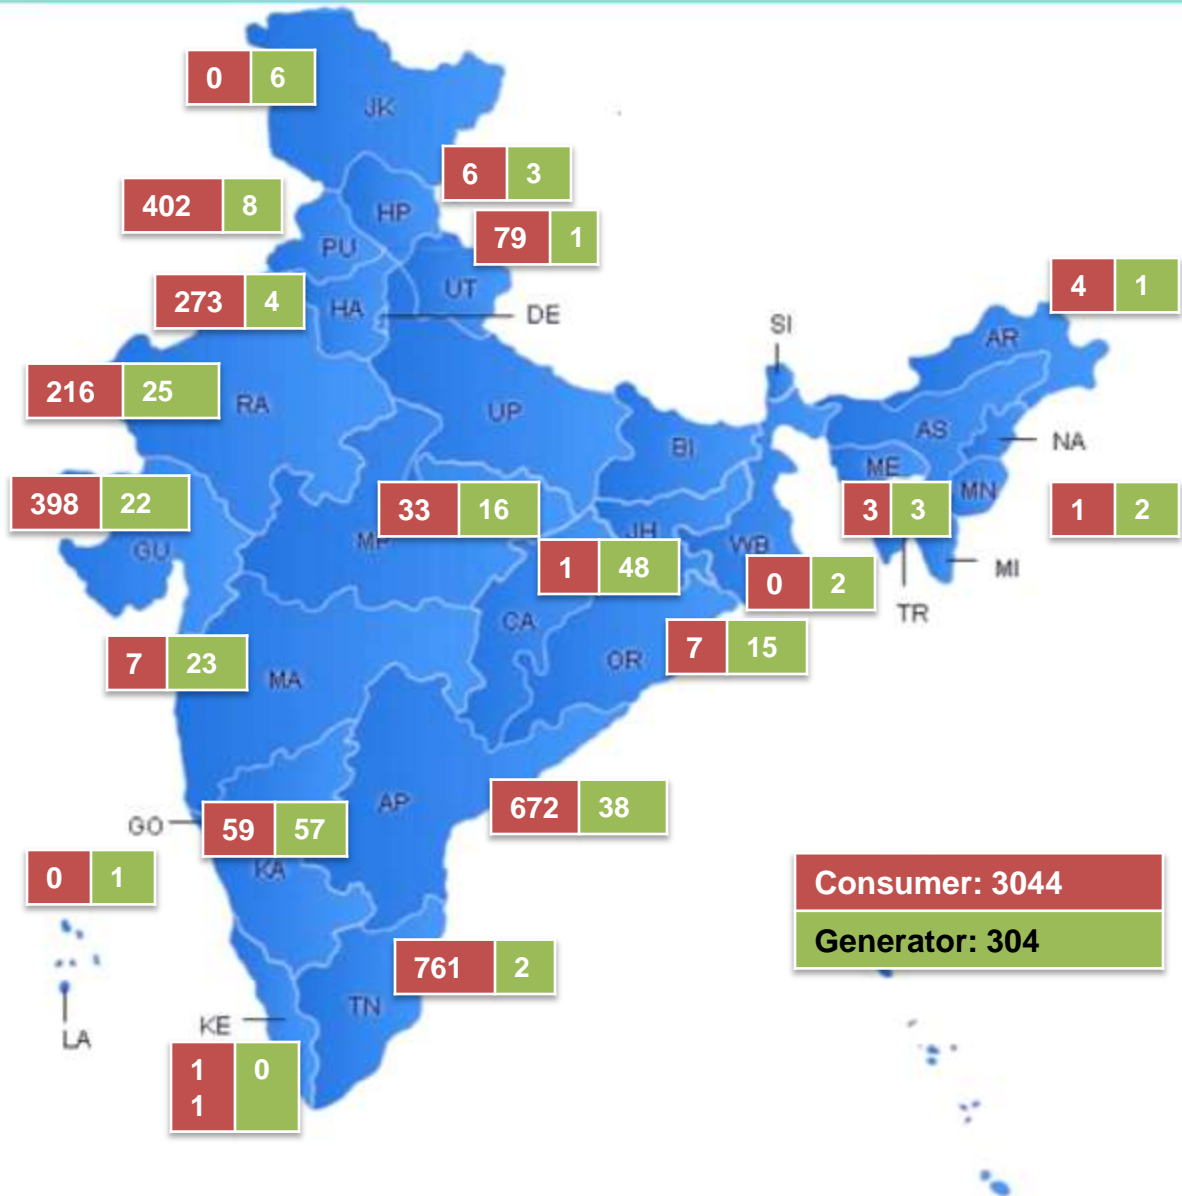 0 6
JK
6 3
402 8
HP
79 1
PU
UT
4 1
273 4
HA
DE
SI
AR
216 25
RA
UP
AS
NA
BI
ME
398 22
33 16
3 3
MN
1 2
GU
MP
JH
WB
1 48
0 2
MI
TR
CA
7 23
MA
OR
7 15
AP
672 38
GO
59 57
KA
0 1
Consumer: 3044
Generator: 304
761 2
TN
KE
LA
1 0
1